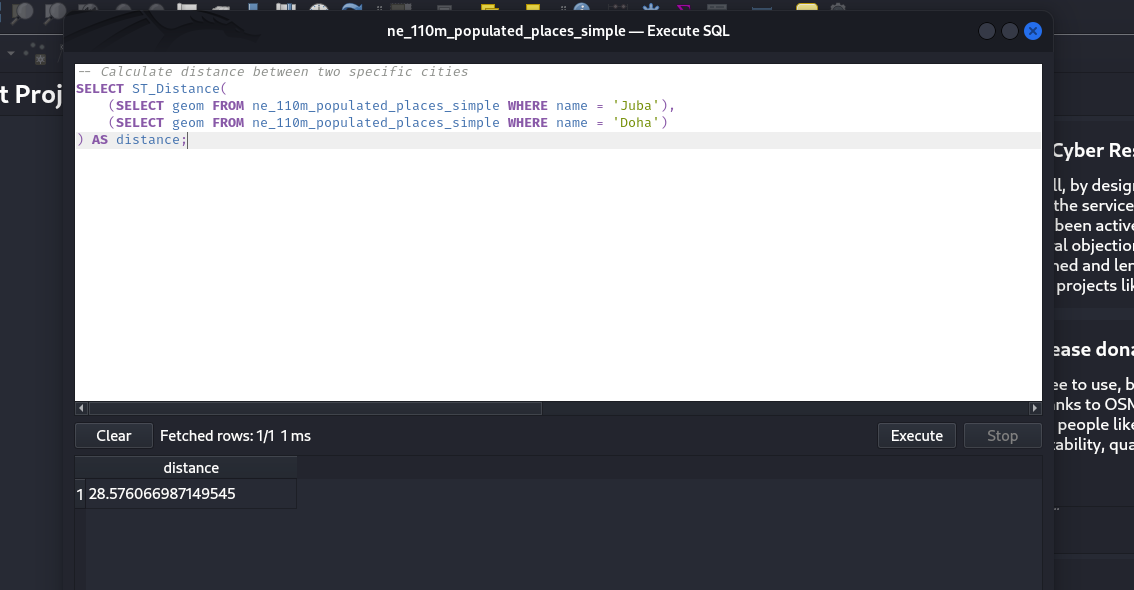 ne_110m_populated_places_simple — Execute SQL
-- Calculate distance between two specific cities
SELECT ST_Distance(
(SELECT geom FROM ne_110m_populated_places_simple WHERE name = 'Juba'),
(SELECT geom FROM ne_110m_populated_places_simple WHERE name = 'Doha')
) AS distance;
Clear Fetched rows: 1/1 1 ms Execute Stop
distance
1 28.576066987149545
t Proj
Cyber Res
ll, by design
the service
been active
al objection
projects lik
ease dona
ee to use, b
nks to OSM
people like
tability, qua